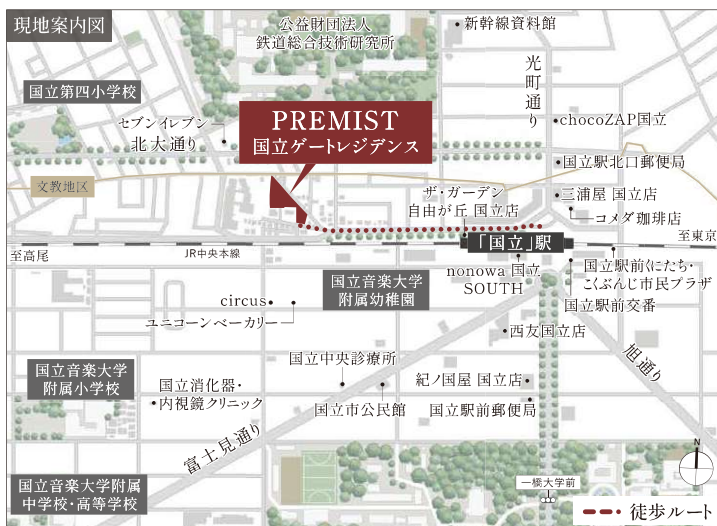 現地案内図
公益財団法人
鉄道総合技術研究所
新幹線資料館
光町通り
国立第四小学校
セブンイレブン
北大通り
PREMIST
国立ゲートレジデンス
chocoZAP国立
国立駅北口郵便局
文教地区
ザ・ガーデン
自由が丘 国立店
三浦屋 国立店
コメダ珈琲店
至高尾
JR中央本線
「国立」駅
至東京
国立音楽大学
附属幼稚園
nonowa 国立
SOUTH
国立駅前くにたち・
こくぶんじ市民プラザ
国立駅前交番
circus
ユニコーンベーカリー
西友国立店
旭通り
国立音楽大学
附属小学校
国立消化器・
内視鏡クリニック
国立中央診療所
国立市公民館
紀ノ国屋 国立店
国立駅前郵便局
富士見通り
国立音楽大学附属
中学校・高等学校
一橋大学前
N
徒歩ルート